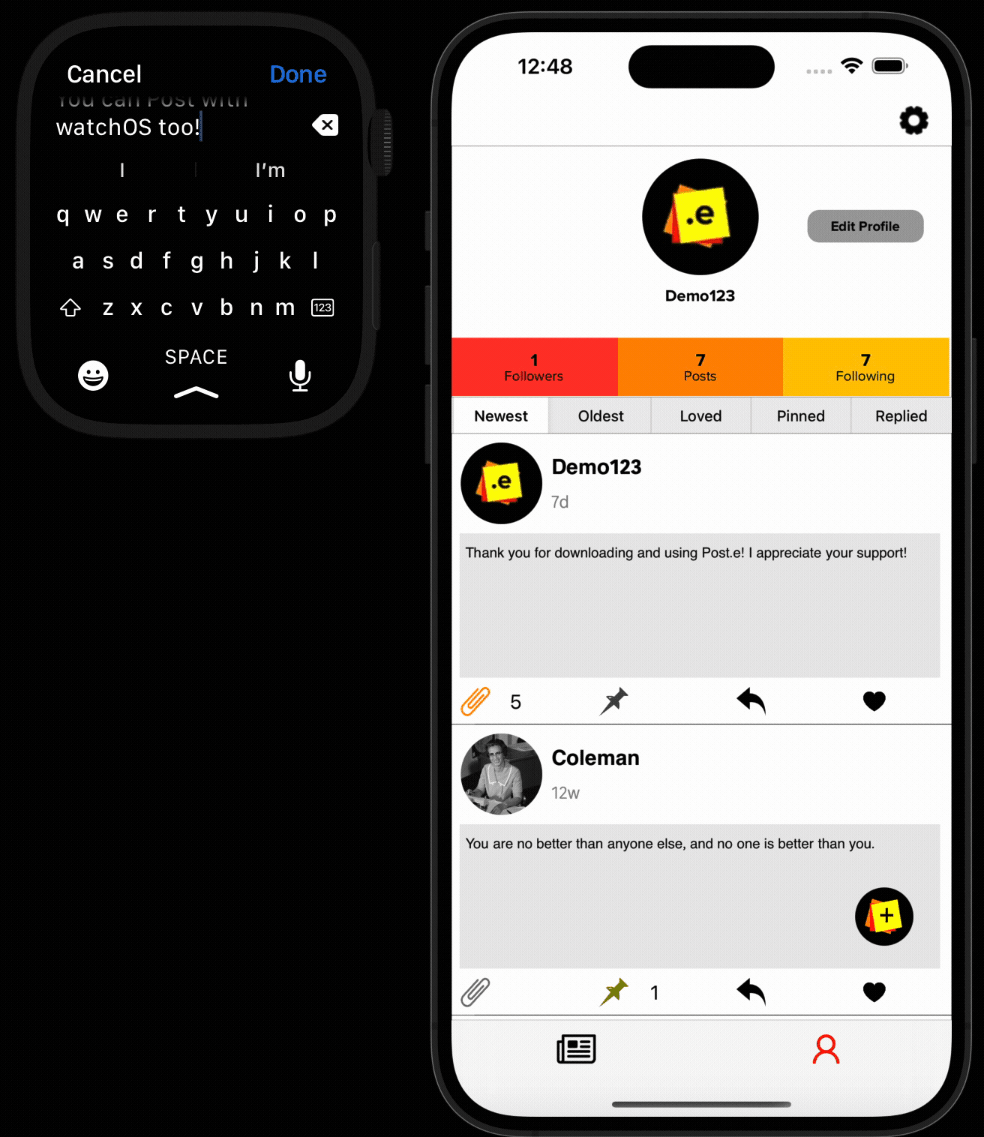 Cancel
Done
You can Post with
watchOS too!
I
I'm
q w e r t y u i o p
a s d f g h j k l
z x c v b n m 123
SPACE
12:48
.e
Edit Profile
Demo123
1
Followers
7
Posts
7
Following
Newest
Oldest
Loved
Pinned
Replied
.e
Demo123
7d
Thank you for downloading and using Post.e! I appreciate your support!
5
Coleman
12w
You are no better than anyone else, and no one is better than you.
+
1